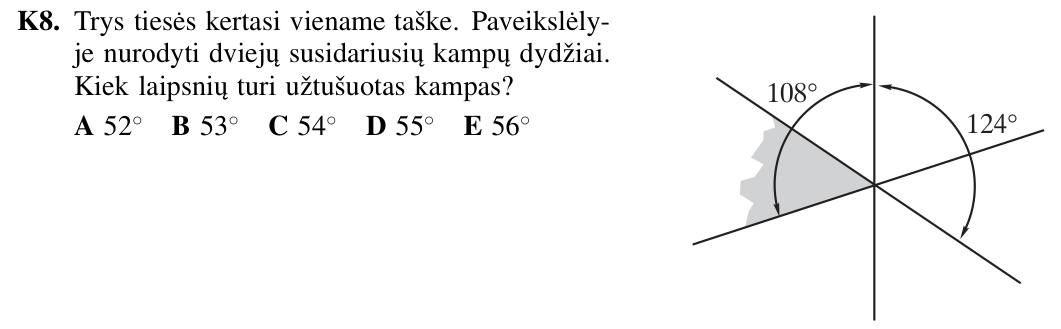 K8. Trys tiesės kertasi viename taške. Paveikslėly-
je nurodyti dviejų susidariusių kampų dydžiai.
Kiek laipsnių turi užtušuotas kampas?
A 52° B 53° C 54° D 55° E 56°
108°
124°